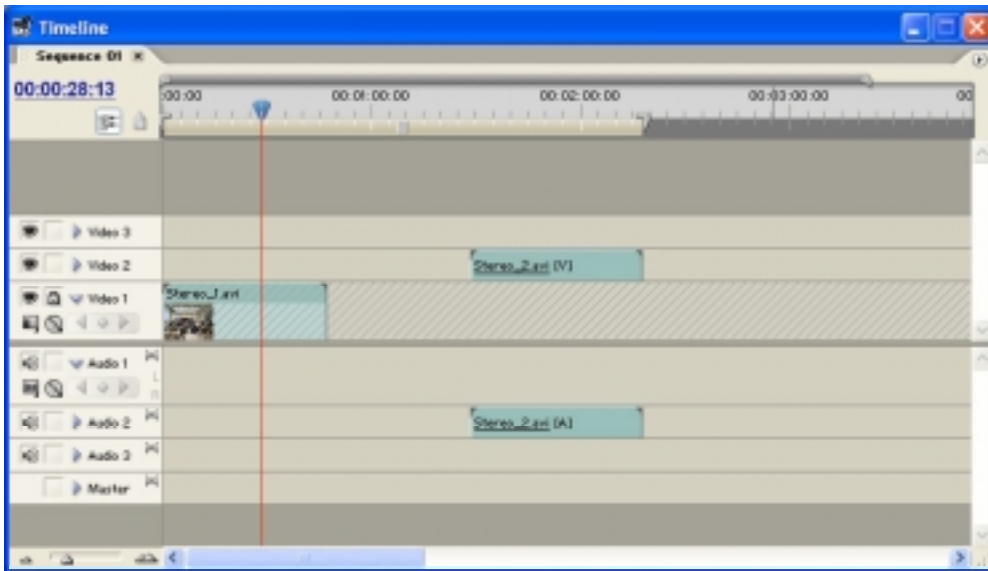 Timeline
Sequence 01
00:00:28:13
:00:00 00:01:00:00 00:02:00:00 00:03:00:00 00
Video 3
Video 2
Stereo_2.avi [V]
Video 1
Stereo_1.avi
Audio 1
L
R
Audio 2
Stereo_2.avi [A]
Audio 3
Master